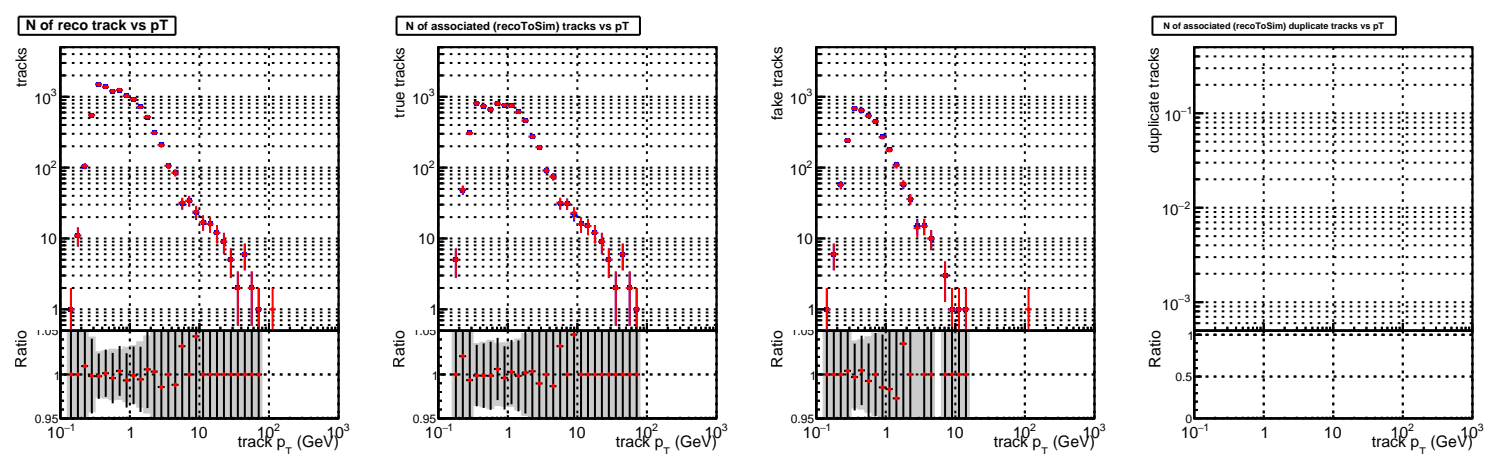 N of reco track vs pT
tracks
10³
10²
10
1
Ratio
1.05
1
0.95
10⁻¹ 1 10 10² 10³
track p_T (GeV)
N of associated (recoToSim) tracks vs pT
true tracks
10³
10²
10
1
Ratio
1.05
1
0.95
10⁻¹ 1 10 10² 10³
track p_T (GeV)
fake tracks
10³
10²
10
1
Ratio
1.05
1
0.95
10⁻¹ 1 10 10² 10³
track p_T (GeV)
N of associated (recoToSim) duplicate tracks vs pT
duplicate tracks
10⁻¹
10⁻²
10⁻³
Ratio
1
0.5
0
10⁻¹ 1 10 10² 10³
track p_T (GeV)